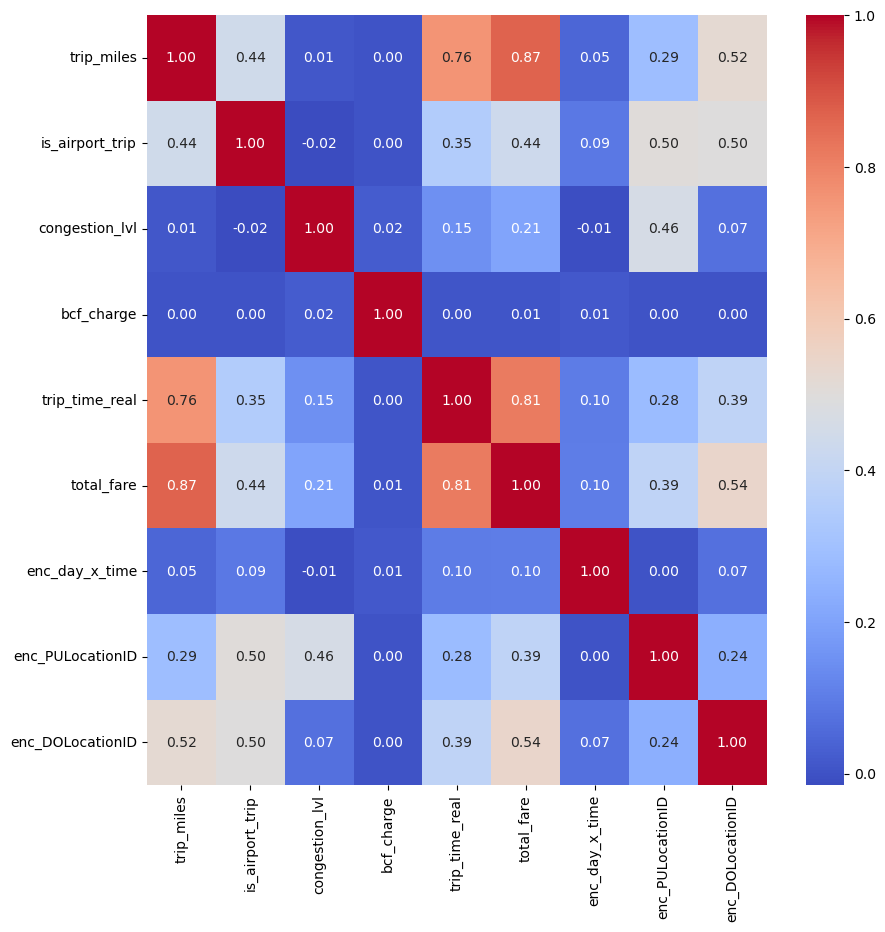 trip_miles 1.00 0.44 0.01 0.00 0.76 0.87 0.05 0.29 0.52
is_airport_trip 0.44 1.00 -0.02 0.00 0.35 0.44 0.09 0.50 0.50
congestion_lvl 0.01 -0.02 1.00 0.02 0.15 0.21 -0.01 0.46 0.07
bcf_charge 0.00 0.00 0.02 1.00 0.00 0.01 0.01 0.00 0.00
trip_time_real 0.76 0.35 0.15 0.00 1.00 0.81 0.10 0.28 0.39
total_fare 0.87 0.44 0.21 0.01 0.81 1.00 0.10 0.39 0.54
enc_day_x_time 0.05 0.09 -0.01 0.01 0.10 0.10 1.00 0.00 0.07
enc_PULocationID 0.29 0.50 0.46 0.00 0.28 0.39 0.00 1.00 0.24
enc_DOLocationID 0.52 0.50 0.07 0.00 0.39 0.54 0.07 0.24 1.00
trip_miles
is_airport_trip
congestion_lvl
bcf_charge
trip_time_real
total_fare
enc_day_x_time
enc_PULocationID
enc_DOLocationID
1.0
0.8
0.6
0.4
0.2
0.0